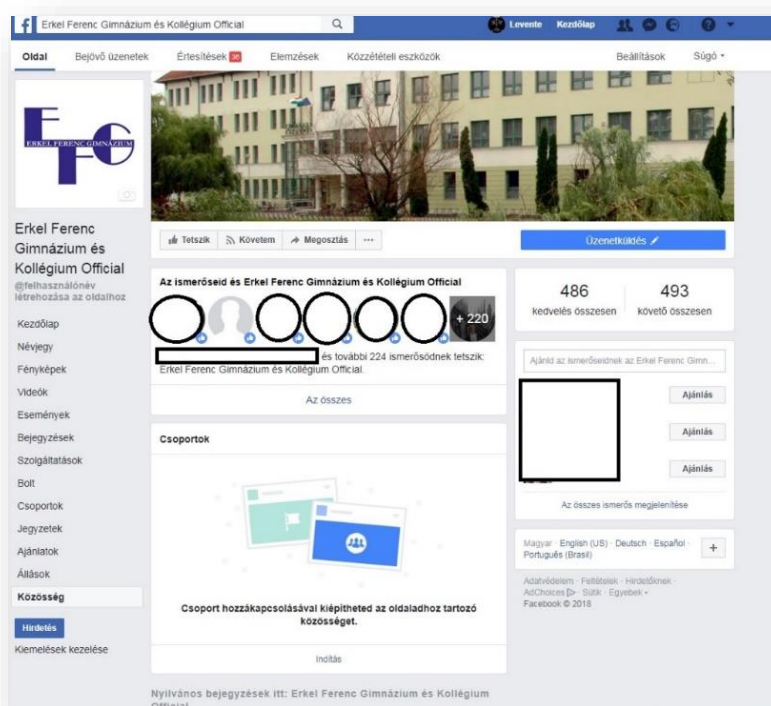 Erkel Ferenc Gimnázium és Kollégium Official
Levente Kezdőlap
Oldal Bejövő üzenetek Értesítések 36 Elemzések Közzétételi eszközök Beállítások Súgó
ERKEL FERENC GIMNÁZIUM
Erkel Ferenc
Gimnázium és
Kollégium Official
@felhasználónév
létrehozása az oldalhoz
Kezdőlap
Névjegy
Fényképek
Videók
Események
Bejegyzések
Szolgáltatások
Bolt
Csoportok
Jegyzetek
Ajánlatok
Állások
Közösség
Hirdetés
Kiemelések kezelése
Tetszik Követem Megosztás ...
Üzenetküldés
Az ismerőseid és Erkel Ferenc Gimnázium és Kollégium Official
+ 220
és további 224 ismerősödnek tetszik:
Erkel Ferenc Gimnázium és Kollégium Official.
Az összes
Csoportok
Csoport hozzákapcsolásával kiépítheted az oldaladhoz tartozó
közösséget.
Indítás
Nyilvános bejegyzések itt: Erkel Ferenc Gimnázium és Kollégium
Official
486 493
kedvelés összesen követő összesen
Ajánld az ismerőseidnek az Erkel Ferenc Gimn...
Ajánlás
Ajánlás
Ajánlás
Az összes ismerős megjelenítése
Magyar · English (US) · Deutsch · Español ·
Português (Brasil)
+
Adatvédelem · Feltételek · Hirdetőknek ·
AdChoices · Sütik · Egyebek
Facebook © 2018